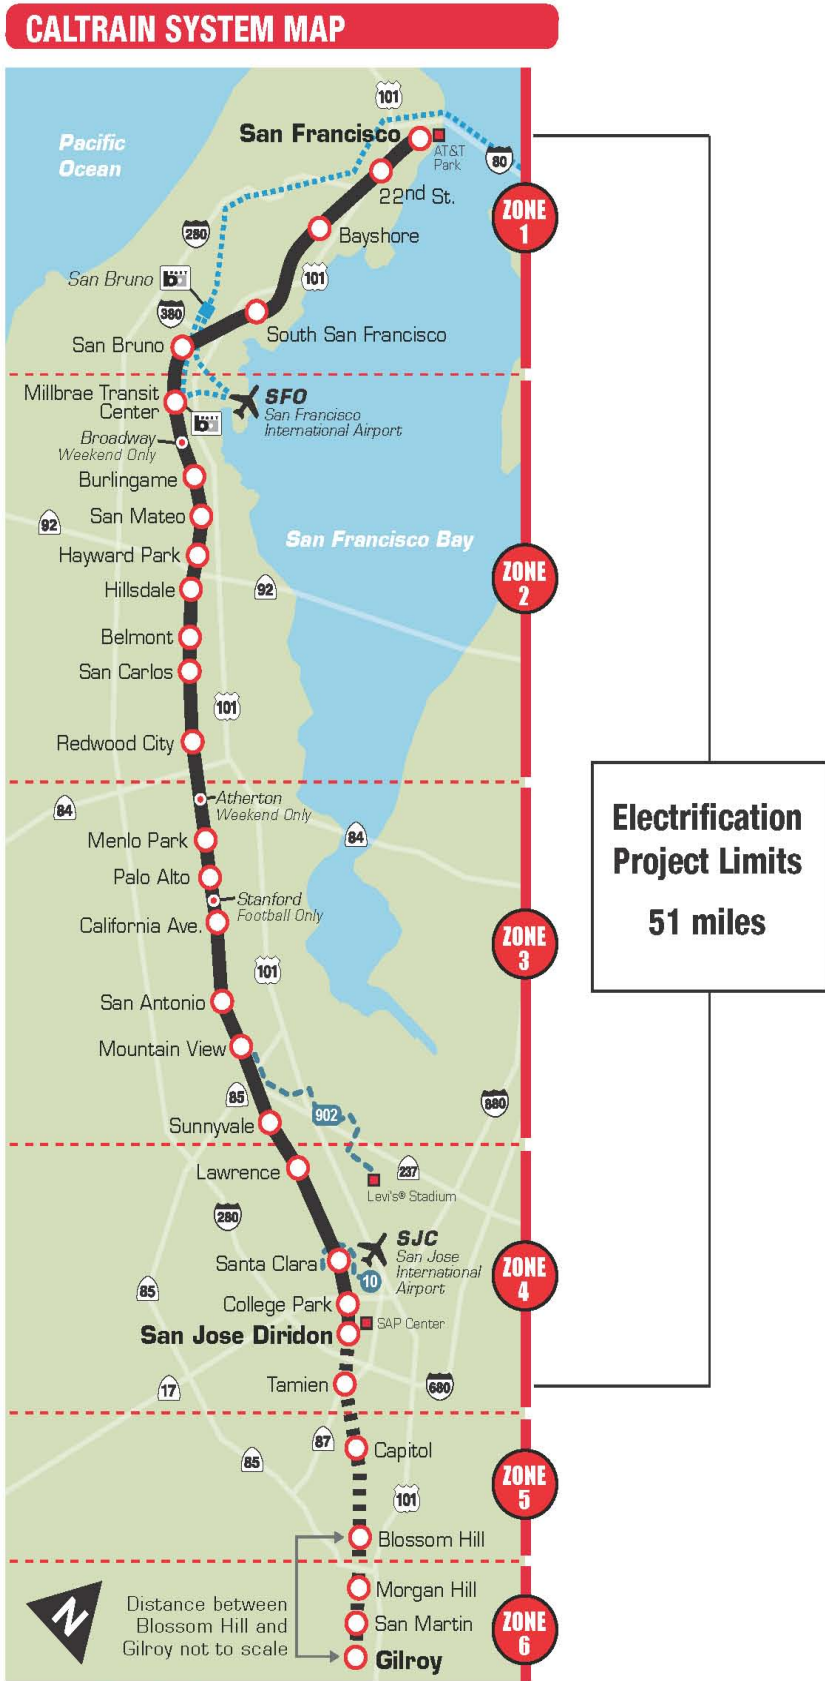 CALTRAIN SYSTEM MAP
101
Pacific
Ocean
San Francisco
AT&T
Park
80
22nd St.
ZONE
1
280
Bayshore
101
San Bruno
ba
BART
380
South San Francisco
San Bruno
Millbrae Transit
Center
ba
BART
SFO
San Francisco
International Airport
Broadway
Weekend Only
Burlingame
San Mateo
92
San Francisco Bay
Hayward Park
Hillsdale
92
ZONE
2
Belmont
San Carlos
101
Redwood City
Atherton
Weekend Only
84
Menlo Park
84
Electrification
Project Limits
51 miles
Palo Alto
Stanford
Football Only
California Ave.
ZONE
3
101
San Antonio
Mountain View
85
902
880
Sunnyvale
Lawrence
237
Levi's® Stadium
280
SJC
San Jose
International
Airport
Santa Clara
10
ZONE
4
85
College Park
SAP Center
San Jose Diridon
17
Tamien
680
87
Capitol
85
ZONE
5
101
Blossom Hill
N
Distance between
Blossom Hill and
Gilroy not to scale
Morgan Hill
San Martin
Gilroy
ZONE
6